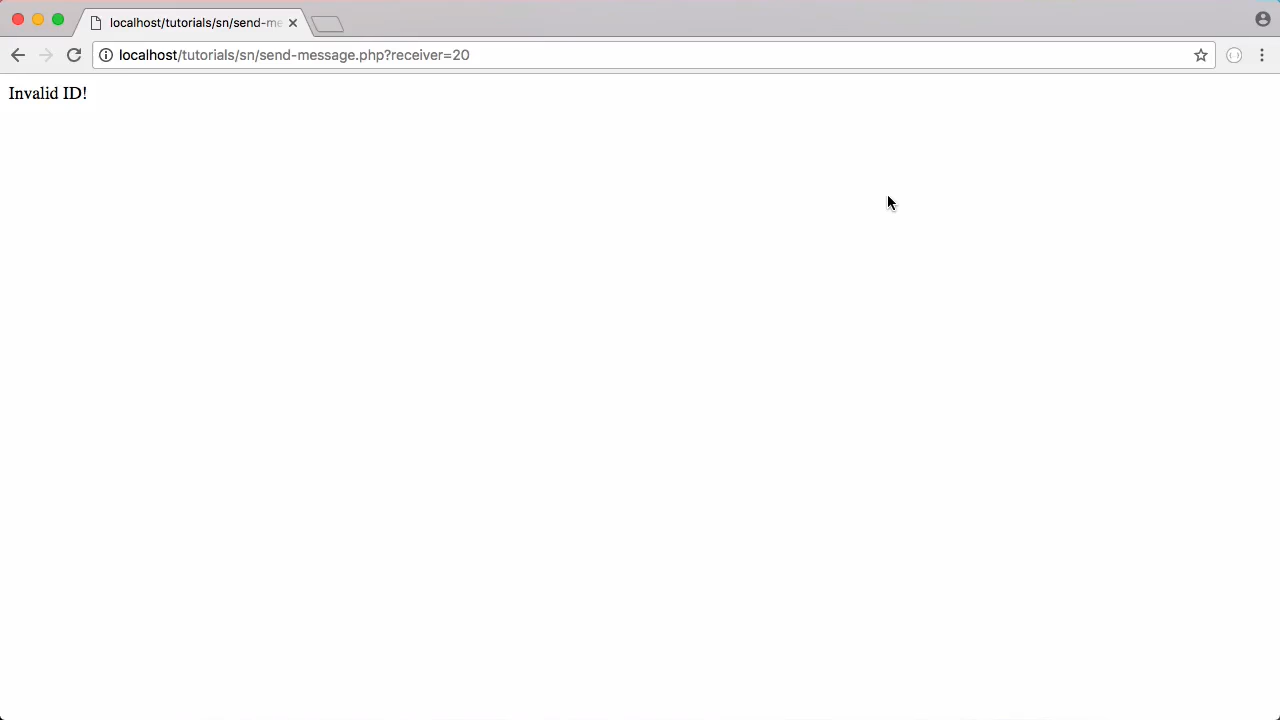 localhost/tutorials/sn/send-me
localhost/tutorials/sn/send-message.php?receiver=20
Invalid ID!